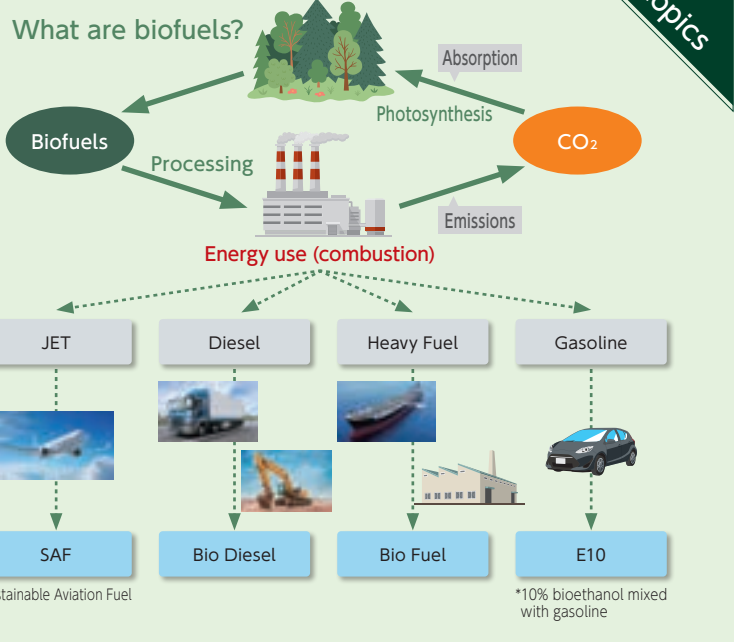 What are biofuels?
opics
Absorption
Photosynthesis
Biofuels
CO₂
Processing
Emissions
Energy use (combustion)
JET
Diesel
Heavy Fuel
Gasoline
SAF
Bio Diesel
Bio Fuel
E10
stainable Aviation Fuel
*10% bioethanol mixed
with gasoline